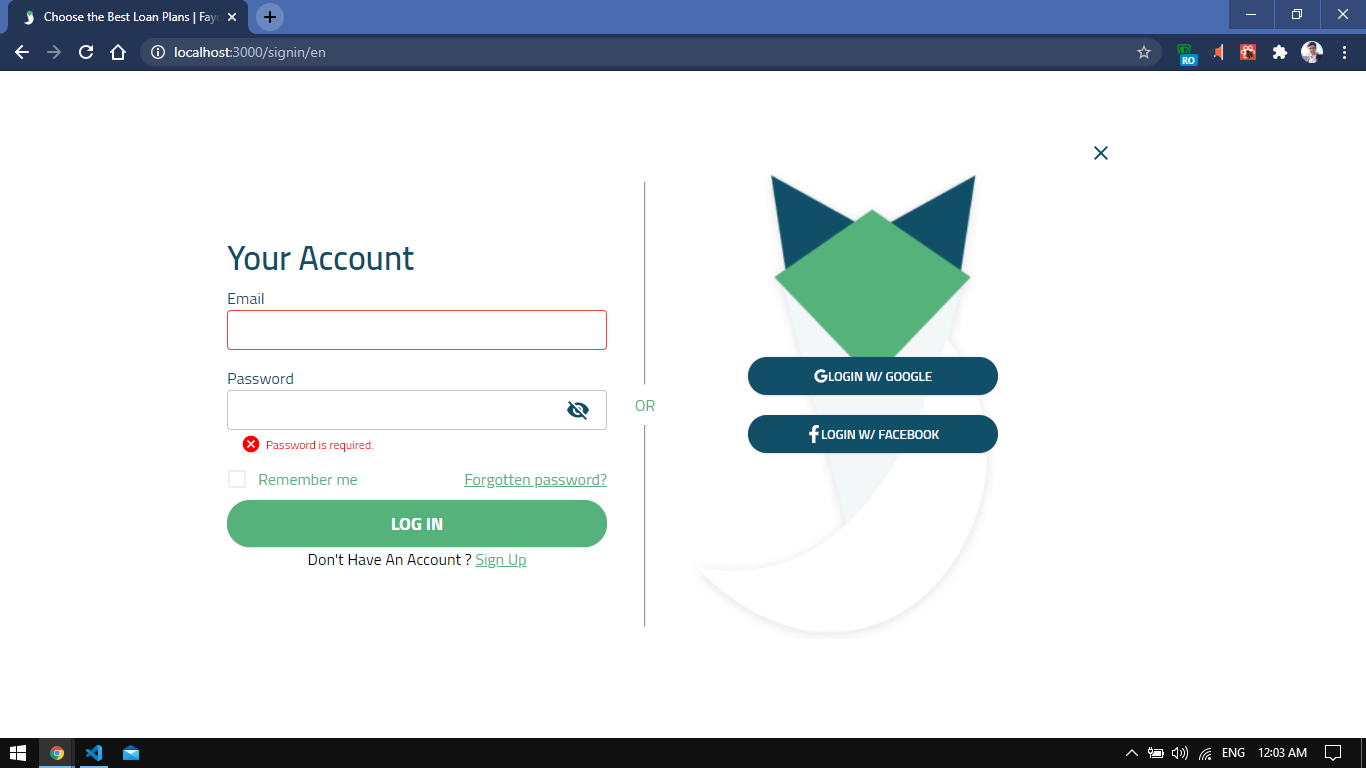 Choose the Best Loan Plans | Fay
localhost:3000/signin/en
RO
Your Account
Email
Password
Password is required.
Remember me
Forgotten password?
LOG IN
Don't Have An Account ? Sign Up
OR
LOGIN W/ GOOGLE
LOGIN W/ FACEBOOK
ENG
12:03 AM